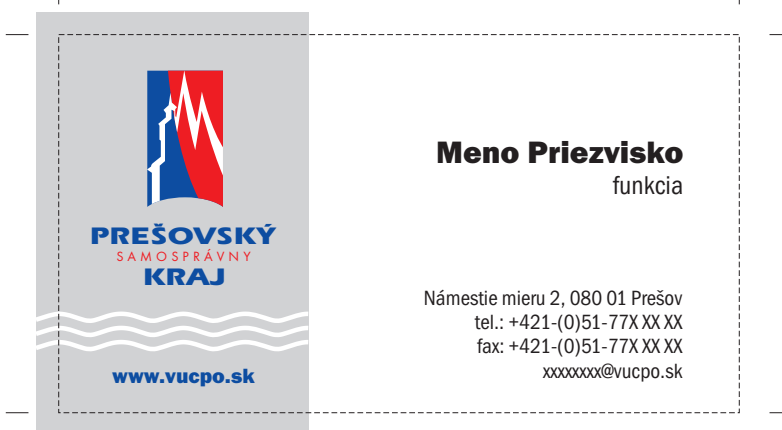 PREŠOVSKÝ
SAMOSPRÁVNY
KRAJ
www.vucpo.sk
Meno Priezvisko
funkcia
Námestie mieru 2, 080 01 Prešov
tel.: +421-(0)51-77X XX XX
fax: +421-(0)51-77X XX XX
xxxxxxxx@vucpo.sk